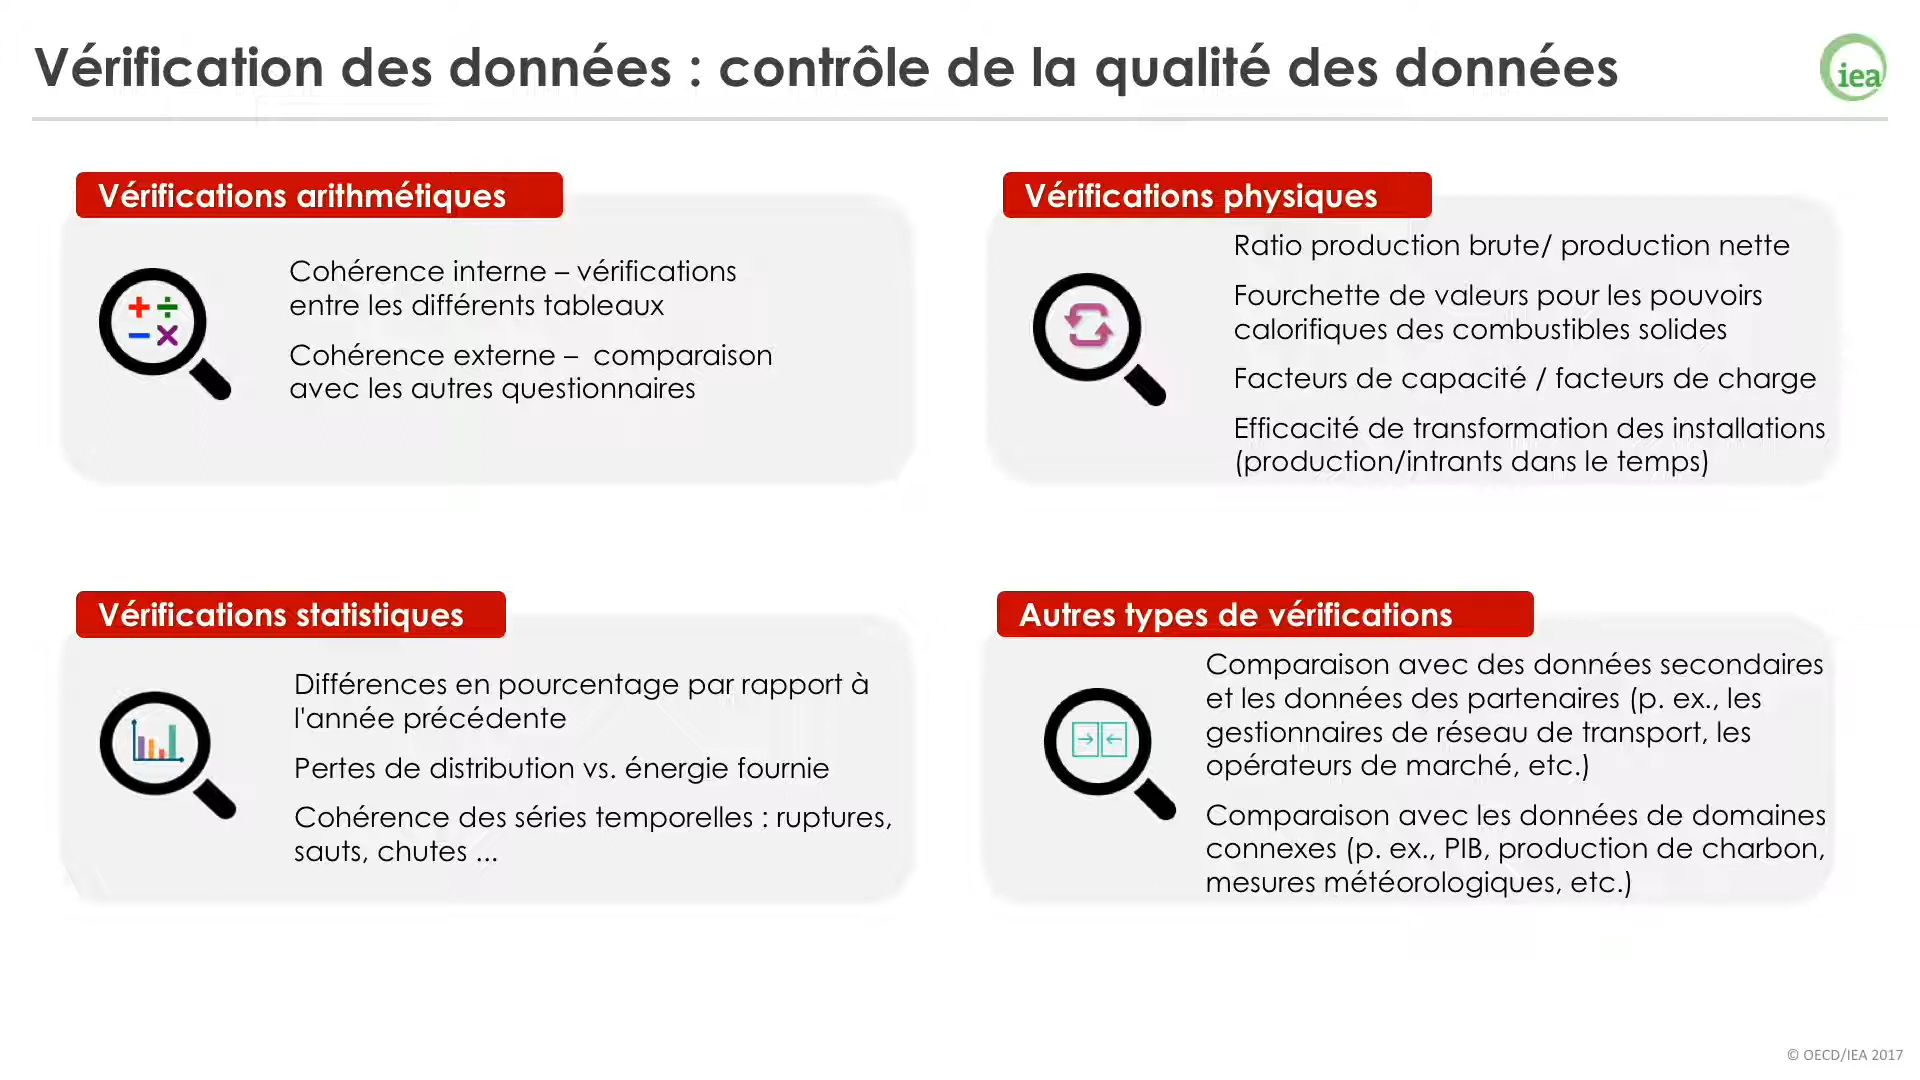 Vérification des données : contrôle de la qualité des données
iea
Vérifications arithmétiques
Cohérence interne – vérifications
entre les différents tableaux
Cohérence externe –  comparaison
avec les autres questionnaires
Vérifications physiques
Ratio production brute/ production nette
Fourchette de valeurs pour les pouvoirs
calorifiques des combustibles solides
Facteurs de capacité / facteurs de charge
Efficacité de transformation des installations
(production/intrants dans le temps)
Vérifications statistiques
Différences en pourcentage par rapport à
l'année précédente
Pertes de distribution vs. énergie fournie
Cohérence des séries temporelles : ruptures,
sauts, chutes ...
Autres types de vérifications
Comparaison avec des données secondaires
et les données des partenaires (p. ex., les
gestionnaires de réseau de transport, les
opérateurs de marché, etc.)
Comparaison avec les données de domaines
connexes (p. ex., PIB, production de charbon,
mesures météorologiques, etc.)
© OECD/IEA 2017